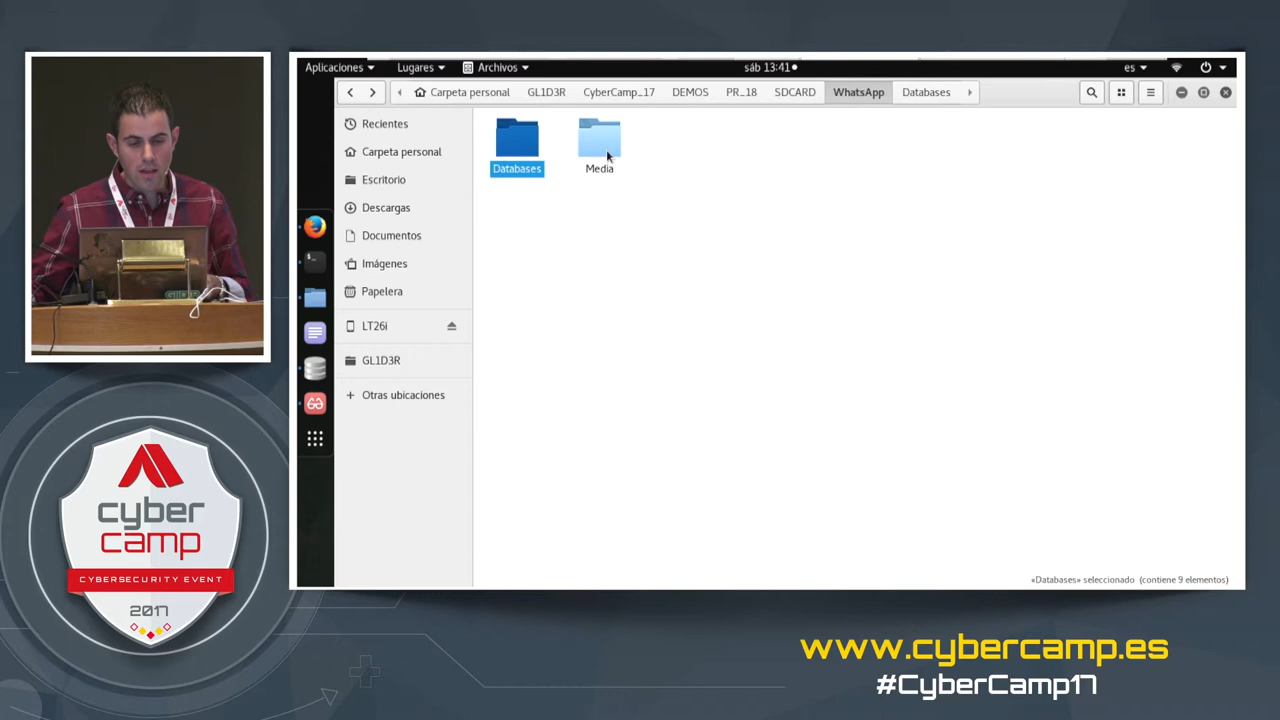 Aplicaciones
Lugares
Archivos
sáb 13:41
es
Carpeta personal
GL1D3R
CyberCamp_17
DEMOS
PR_18
SDCARD
WhatsApp
Databases
Recientes
Carpeta personal
Escritorio
Descargas
Documentos
Imágenes
Papelera
LT26i
GL1D3R
+ Otras ubicaciones
Databases
Media
«Databases» seleccionado (contiene 9 elementos)
cyber
camp
CYBERSECURITY EVENT
2017
www.cybercamp.es
#CyberCamp17